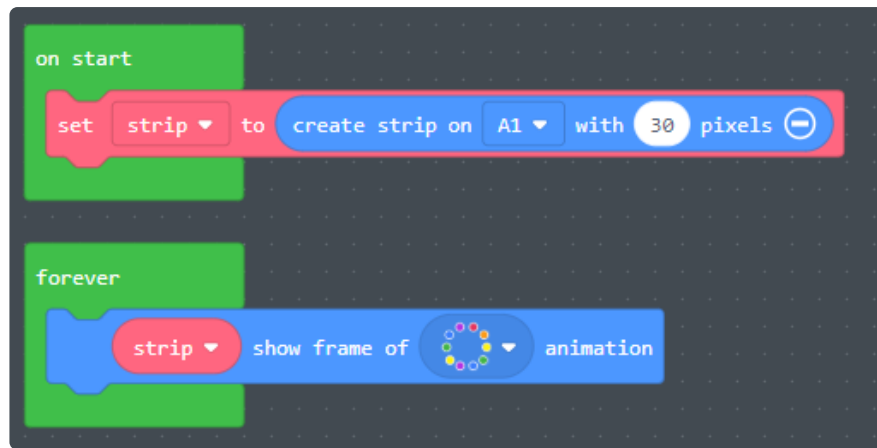 on start
set strip to create strip on A1 with 30 pixels
forever
strip show frame of animation